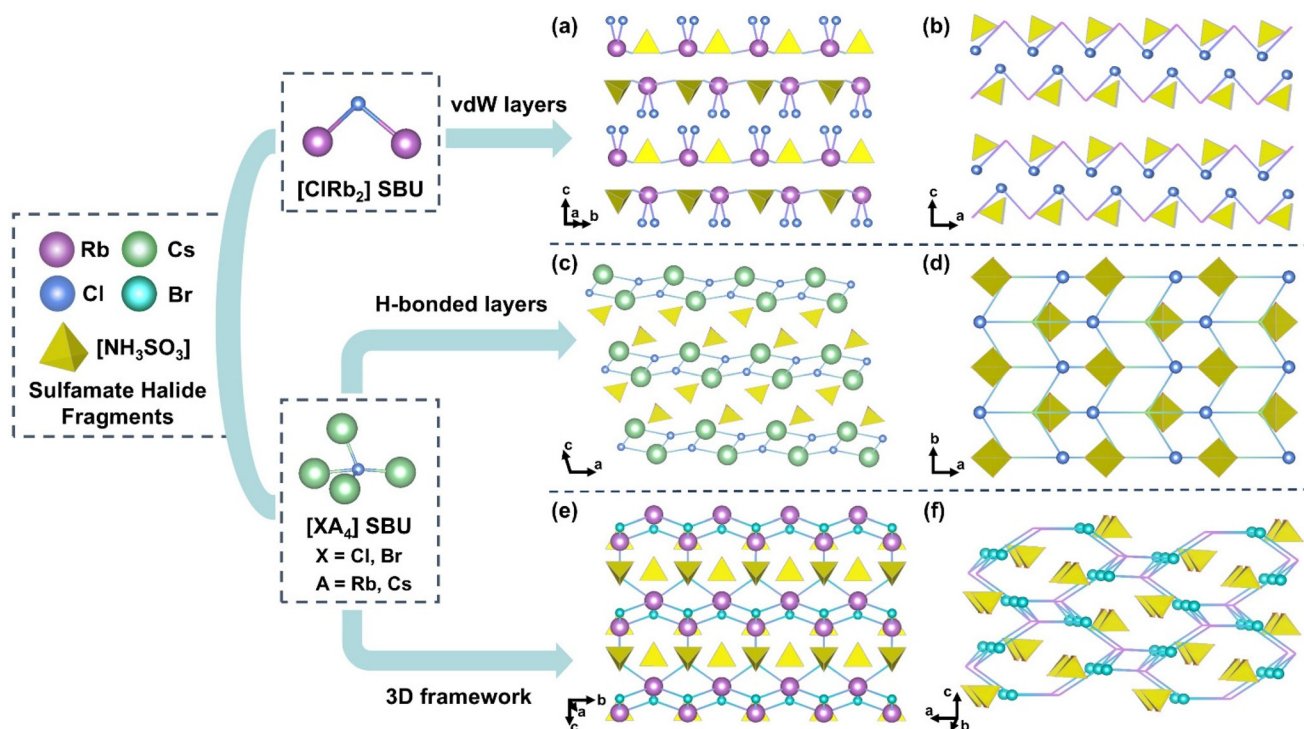 Rb
Cs
Cl
Br
[NH₃SO₃]
Sulfamate Halide
Fragments
[ClRb₂] SBU
vdW layers
[XA₄] SBU
X = Cl, Br
A = Rb, Cs
H-bonded layers
3D framework
(a)
c
a
b
(b)
c
a
(c)
c
a
(d)
b
a
(e)
b
a
c
(f)
c
a
b